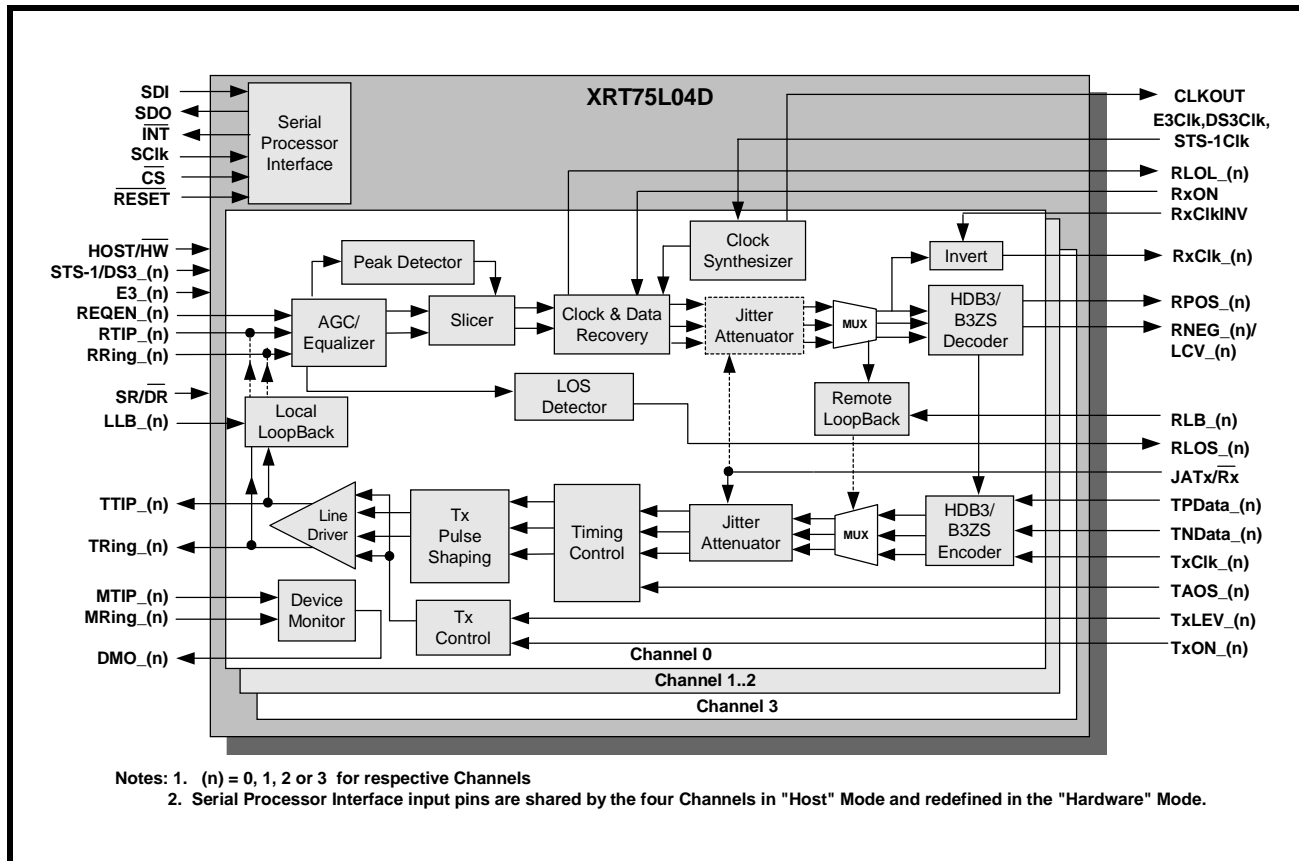 XRT75L04D
SDI
SDO
INT
SClk
CS
RESET
Serial
Processor
Interface
HOST/HW
STS-1/DS3_(n)
E3_(n)
REQEN_(n)
RTIP_(n)
RRing_(n)
SR/DR
LLB_(n)
TTIP_(n)
TRing_(n)
MTIP_(n)
MRing_(n)
DMO_(n)
Peak Detector
AGC/
Equalizer
Slicer
Clock & Data
Recovery
Clock
Synthesizer
Jitter
Attenuator
MUX
Invert
HDB3/
B3ZS
Decoder
LOS
Detector
Remote
LoopBack
Local
LoopBack
Line
Driver
Tx
Pulse
Shaping
Timing
Control
Jitter
Attenuator
MUX
HDB3/
B3ZS
Encoder
Device
Monitor
Tx
Control
Channel 0
Channel 1..2
Channel 3
CLKOUT
E3Clk,DS3Clk,
STS-1Clk
RLOL_(n)
RxON
RxClkINV
RxClk_(n)
RPOS_(n)
RNEG_(n)/
LCV_(n)
RLB_(n)
RLOS_(n)
JATx/Rx
TPData_(n)
TNData_(n)
TxClk_(n)
TAOS_(n)
TxLEV_(n)
TxON_(n)
Notes: 1. (n) = 0, 1, 2 or 3 for respective Channels
2. Serial Processor Interface input pins are shared by the four Channels in "Host" Mode and redefined in the "Hardware" Mode.